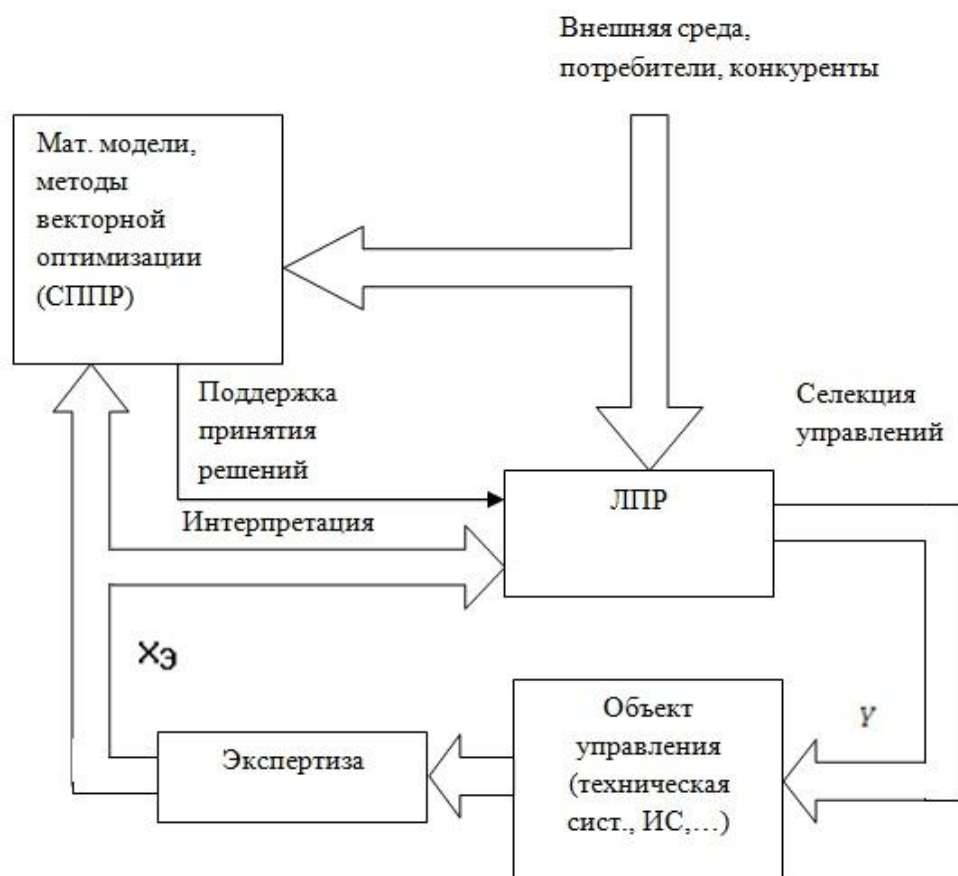 Внешняя среда,
потребители, конкуренты
Мат. модели,
методы
векторной
оптимизации
(СППР)
Поддержка
принятия
решений
Селекция
управлений
ЛПР
Интерпретация
Xэ
Объект
управления
(техническая
сист., ИС,...)
Y
Экспертиза